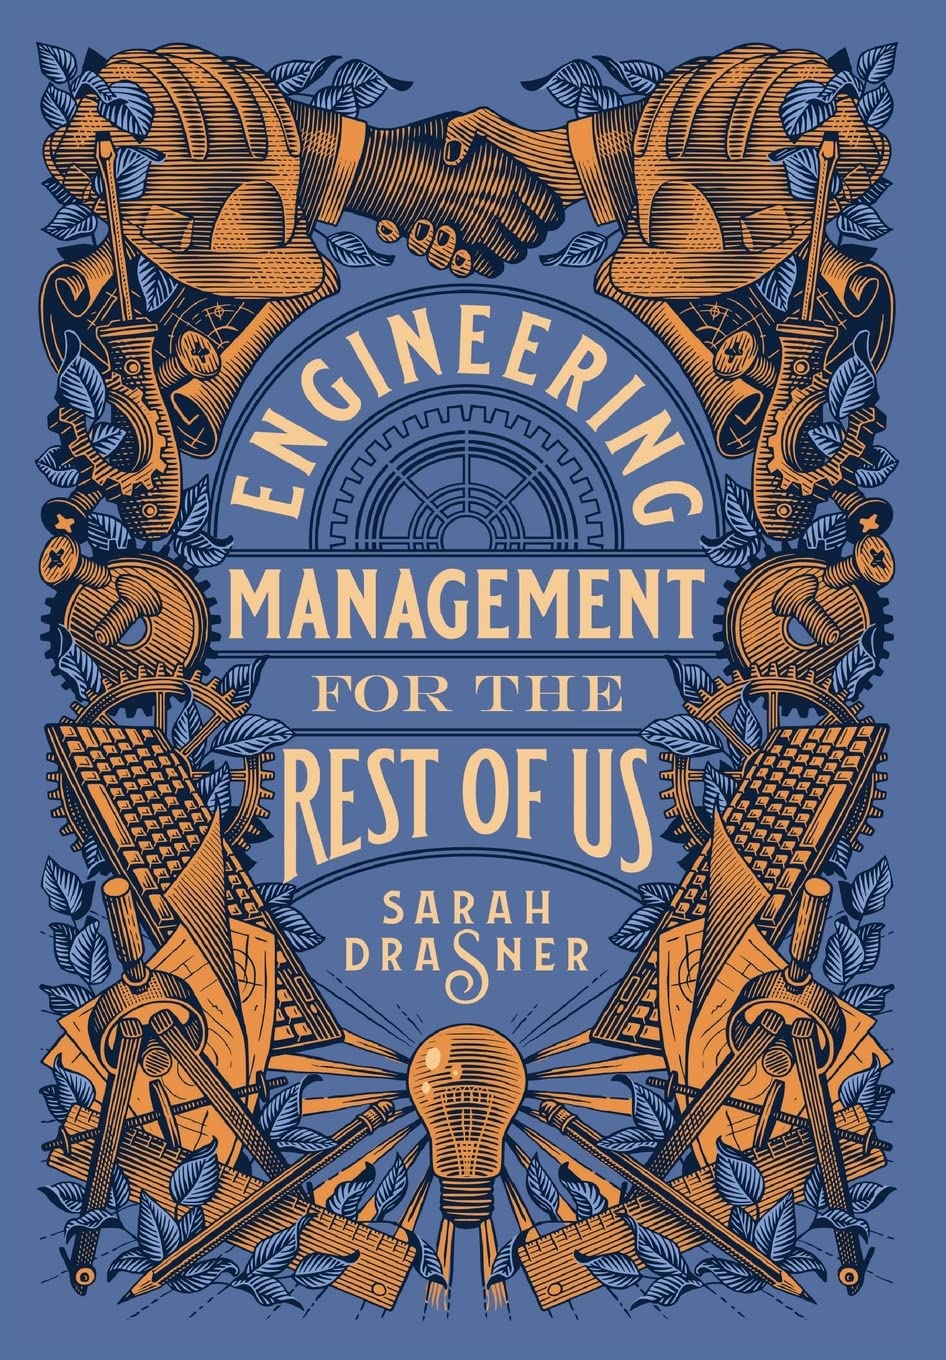 ENGINEERING
MANAGEMENT
FOR THE
REST OF US
SARAH
DRASNER